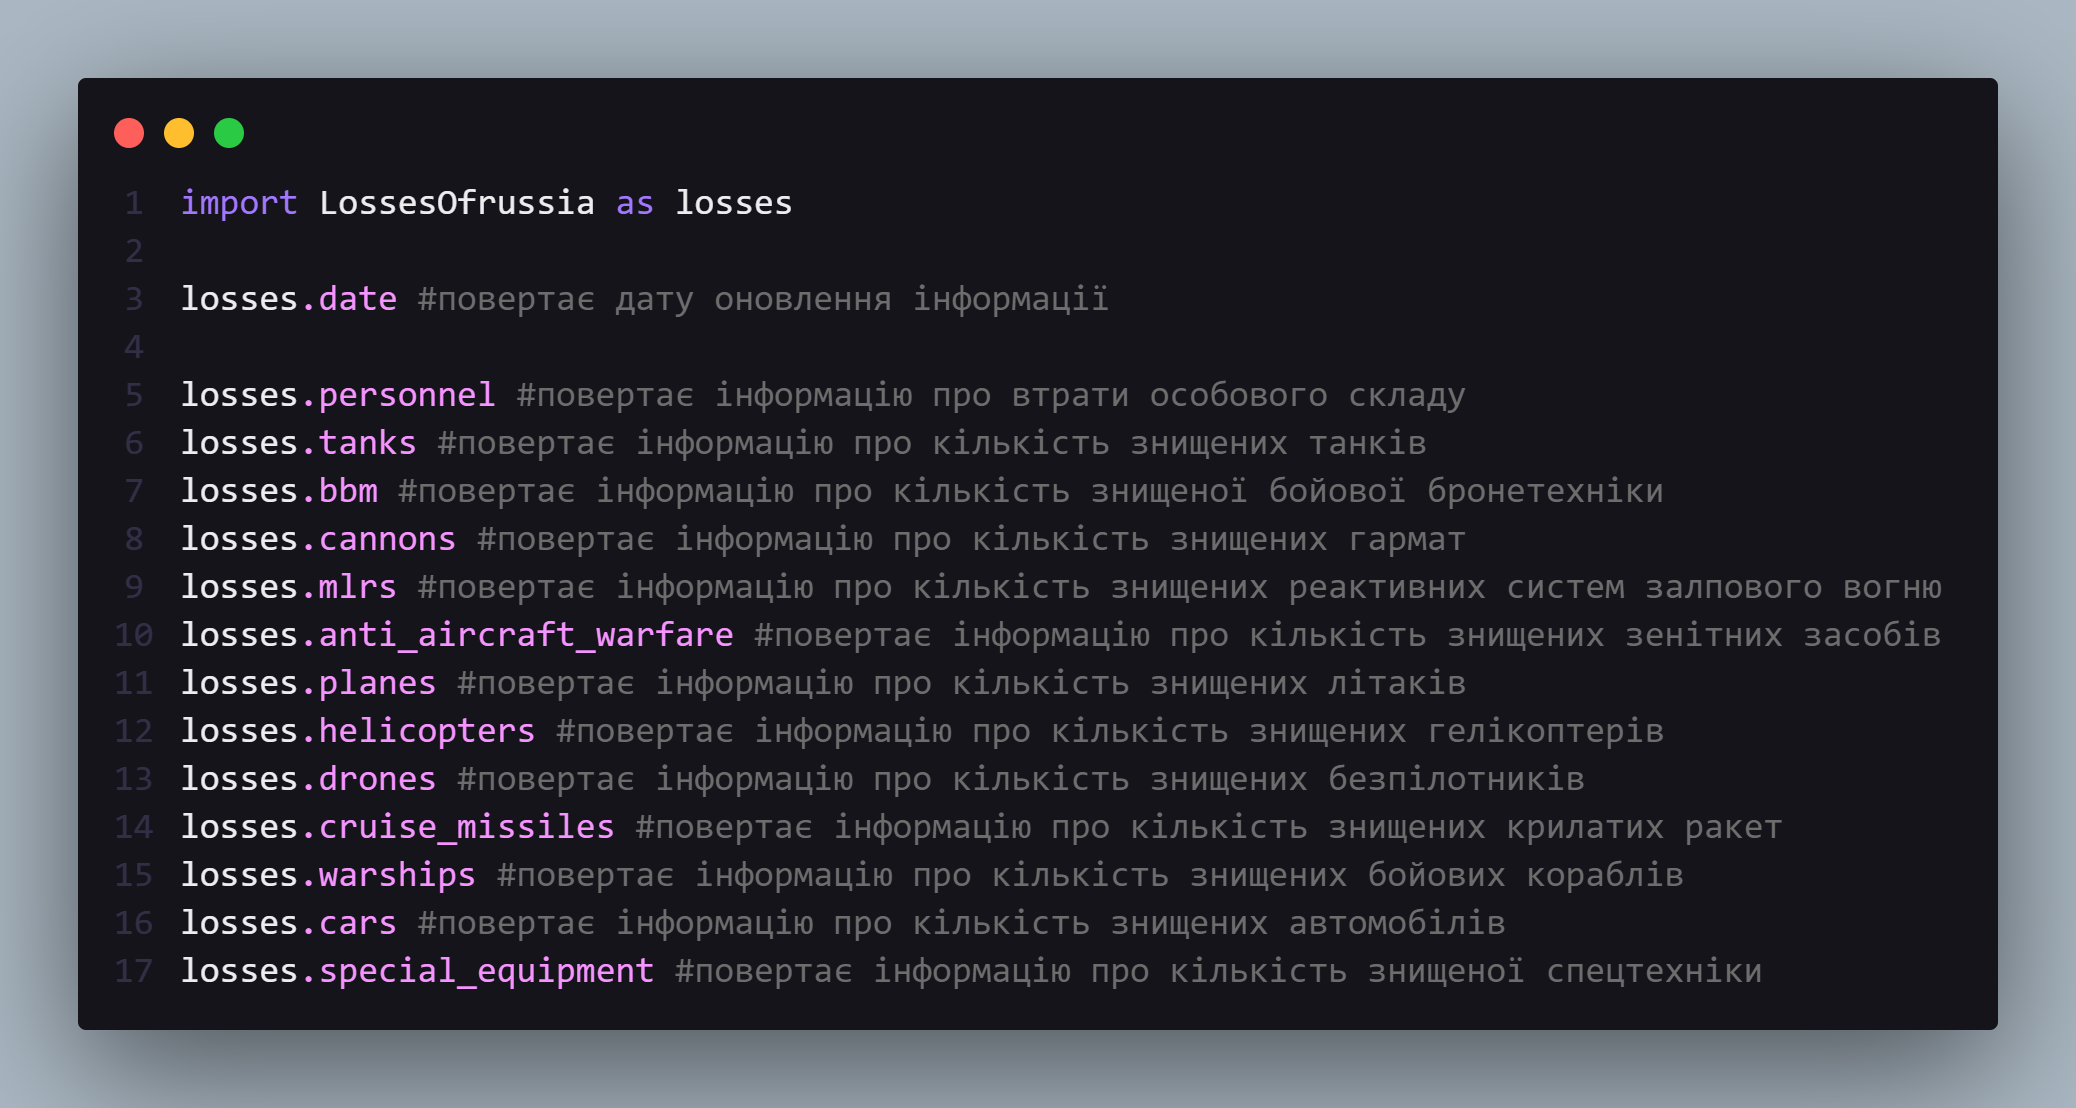 1 import LossesOfrussia as losses
2
3 losses.date #повертає дату оновлення інформації
4
5 losses.personnel #повертає інформацію про втрати особового складу
6 losses.tanks #повертає інформацію про кількість знищених танків
7 losses.bbm #повертає інформацію про кількість знищеної бойової бронетехніки
8 losses.cannons #повертає інформацію про кількість знищених гармат
9 losses.mlrs #повертає інформацію про кількість знищених реактивних систем залпового вогню
10 losses.anti_aircraft_warfare #повертає інформацію про кількість знищених зенітних засобів
11 losses.planes #повертає інформацію про кількість знищених літаків
12 losses.helicopters #повертає інформацію про кількість знищених гелікоптерів
13 losses.drones #повертає інформацію про кількість знищених безпілотників
14 losses.cruise_missiles #повертає інформацію про кількість знищених крилатих ракет
15 losses.warships #повертає інформацію про кількість знищених бойових кораблів
16 losses.cars #повертає інформацію про кількість знищених автомобілів
17 losses.special_equipment #повертає інформацію про кількість знищеної спецтехніки